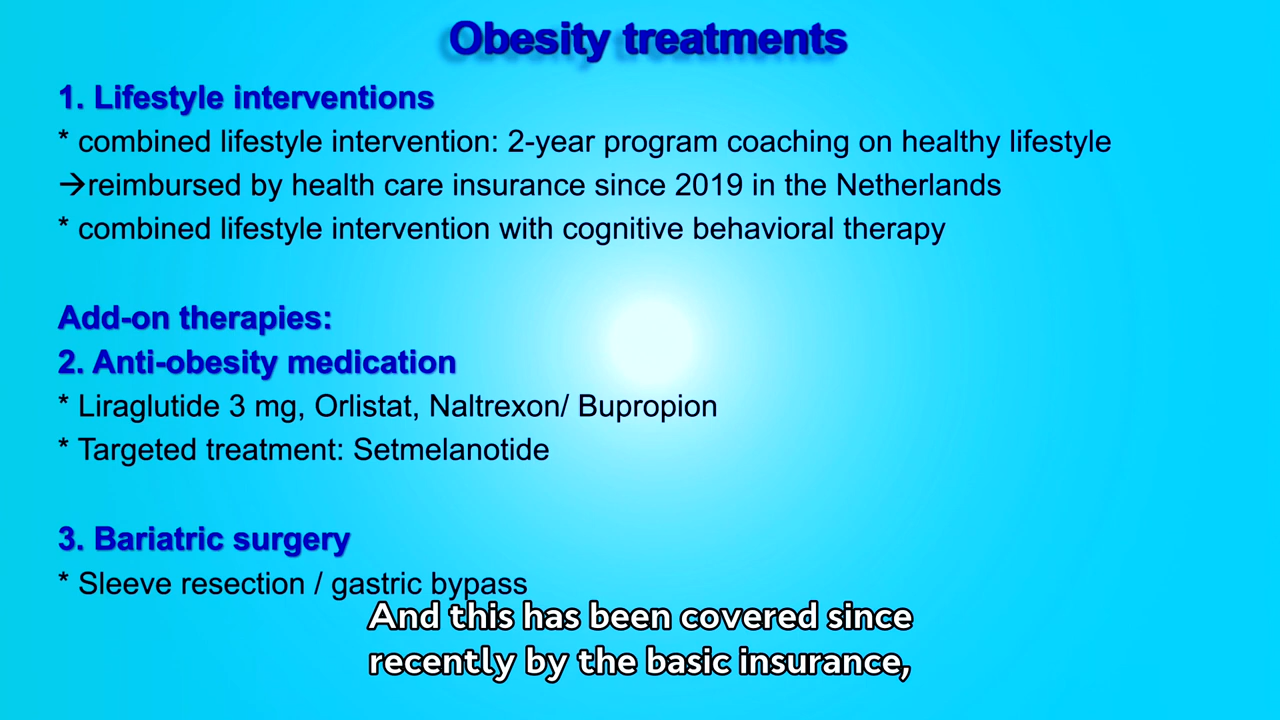 Obesity treatments
1. Lifestyle interventions
* combined lifestyle intervention: 2-year program coaching on healthy lifestyle
→reimbursed by health care insurance since 2019 in the Netherlands
* combined lifestyle intervention with cognitive behavioral therapy
Add-on therapies:
2. Anti-obesity medication
* Liraglutide 3 mg, Orlistat, Naltrexon/ Bupropion
* Targeted treatment: Setmelanotide
3. Bariatric surgery
* Sleeve resection / gastric bypass
And this has been covered since
recently by the basic insurance,